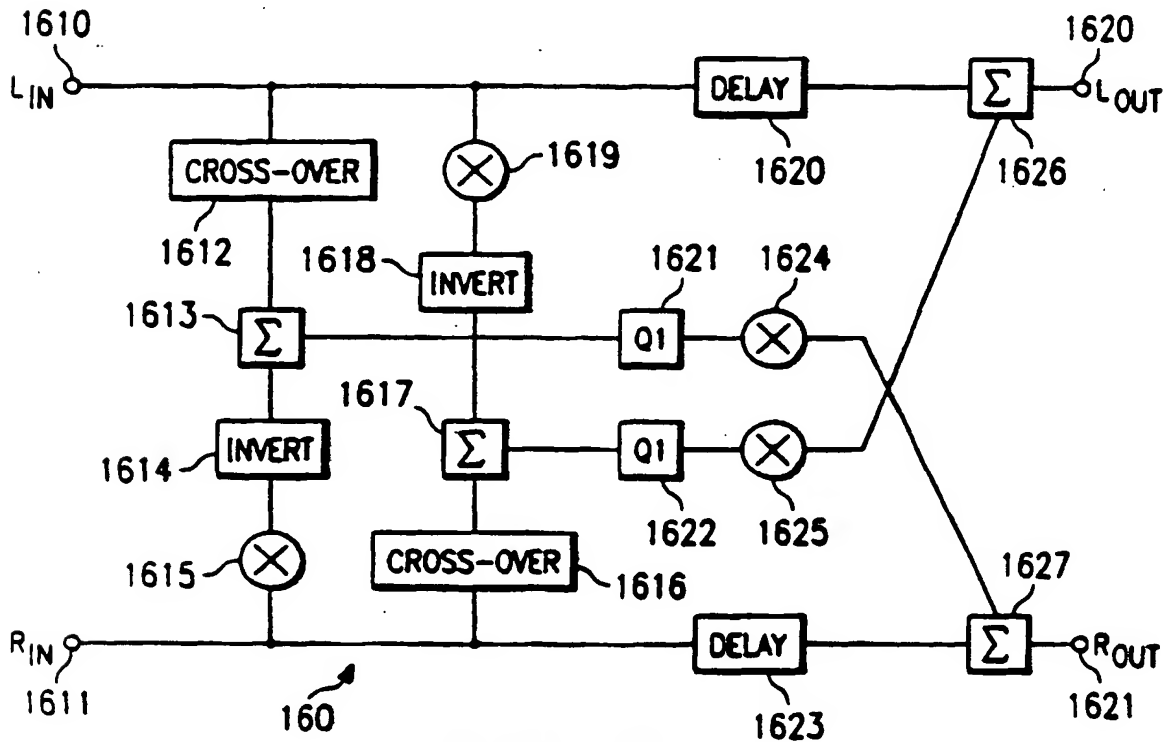 1610
1620
L IN
DELAY
Σ
L OUT
CROSS-OVER
1619
1620
1626
1612
1618
INVERT
1621
1624
1613
Σ
Q1
1617
1614
INVERT
Σ
Q1
1622
1625
1615
CROSS-OVER
1616
1627
R IN
DELAY
Σ
R OUT
1611
160
1623
1621